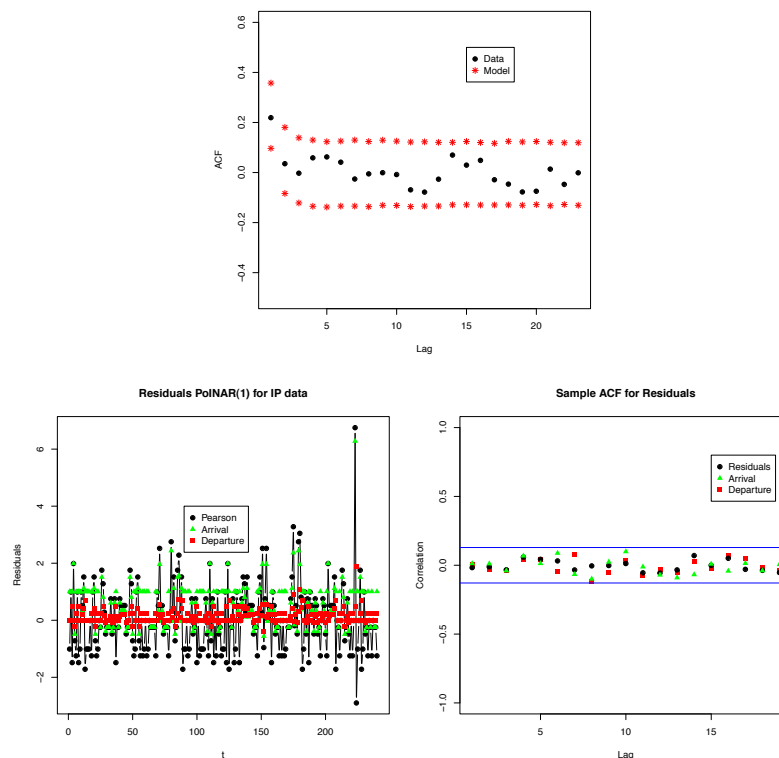 0.6
0.4
0.2
0.0
−0.2
−0.4
ACF
Data
Model
5
10
15
20
Lag
Residuals PoINAR(1) for IP data
6
4
2
0
−2
Residuals
Pearson
Arrival
Departure
0
50
100
150
200
t
Sample ACF for Residuals
1.0
0.5
0.0
−0.5
−1.0
Correlation
Residuals
Arrival
Departure
5
10
15
Lag